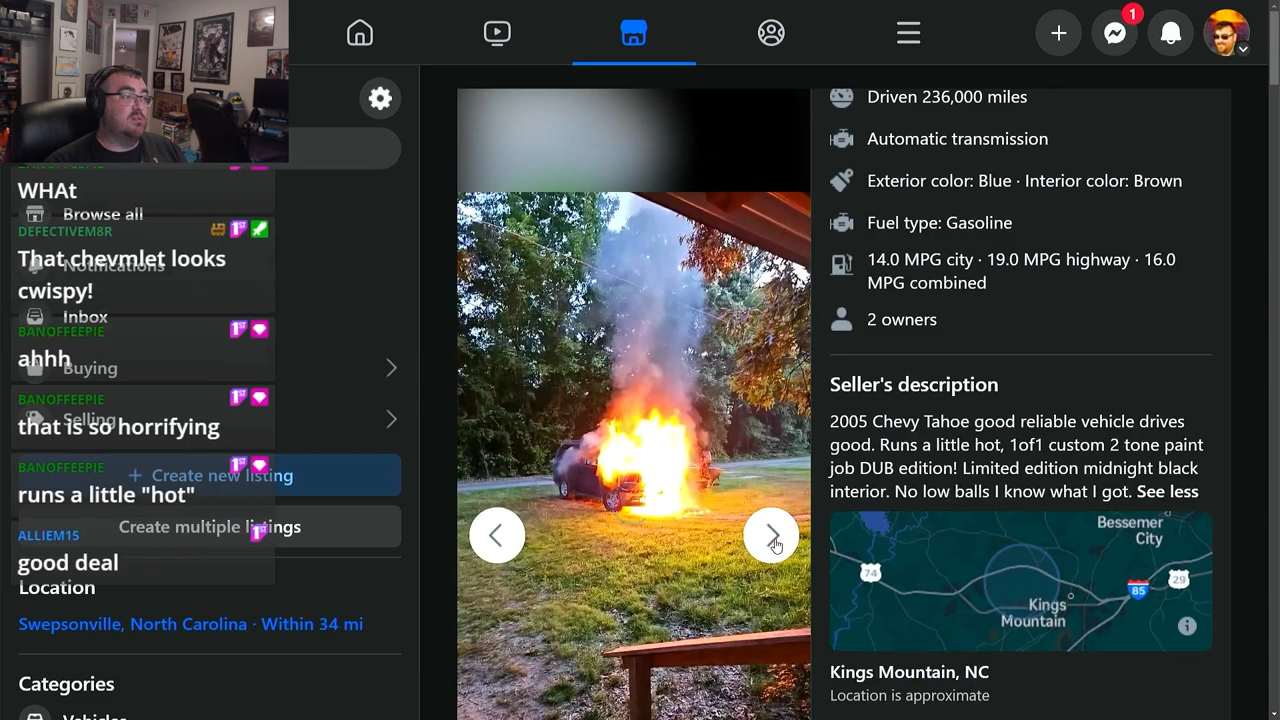 1
WHAt
Browse all
DEFECTIVEM8R
That chevmlet looks
cwispy!
Notifications
Inbox
BANOFFEEPIE
ahhh
Buying
BANOFFEEPIE
that is so horrifying
Selling
BANOFFEEPIE
runs a little "hot"
+ Create new listing
Create multiple listings
ALLIEM15
good deal
Location
Swepsonville, North Carolina · Within 34 mi
Categories
Vehicles
Driven 236,000 miles
Automatic transmission
Exterior color: Blue · Interior color: Brown
Fuel type: Gasoline
14.0 MPG city · 19.0 MPG highway · 16.0
MPG combined
2 owners
Seller's description
2005 Chevy Tahoe good reliable vehicle drives
good. Runs a little hot, 1of1 custom 2 tone paint
job DUB edition! Limited edition midnight black
interior. No low balls I know what I got. See less
Bessemer
City
74
29
85
Kings
Mountain
Kings Mountain, NC
Location is approximate